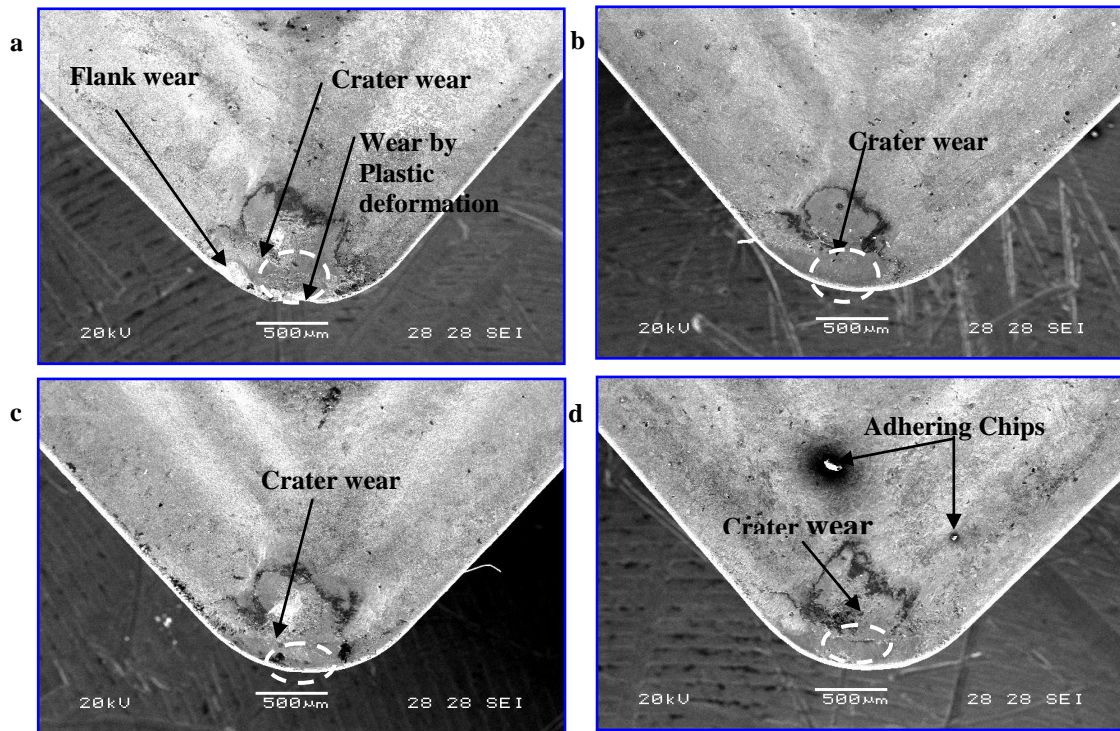 a
Flank wear
Crater wear
Wear by
Plastic
deformation
20kV
500µm
28 28 SEI
b
Crater wear
20kV
500µm
28 28 SEI
c
Crater wear
20kV
500µm
28 28 SEI
d
Adhering Chips
Crater wear
20kV
500µm
28 28 SEI